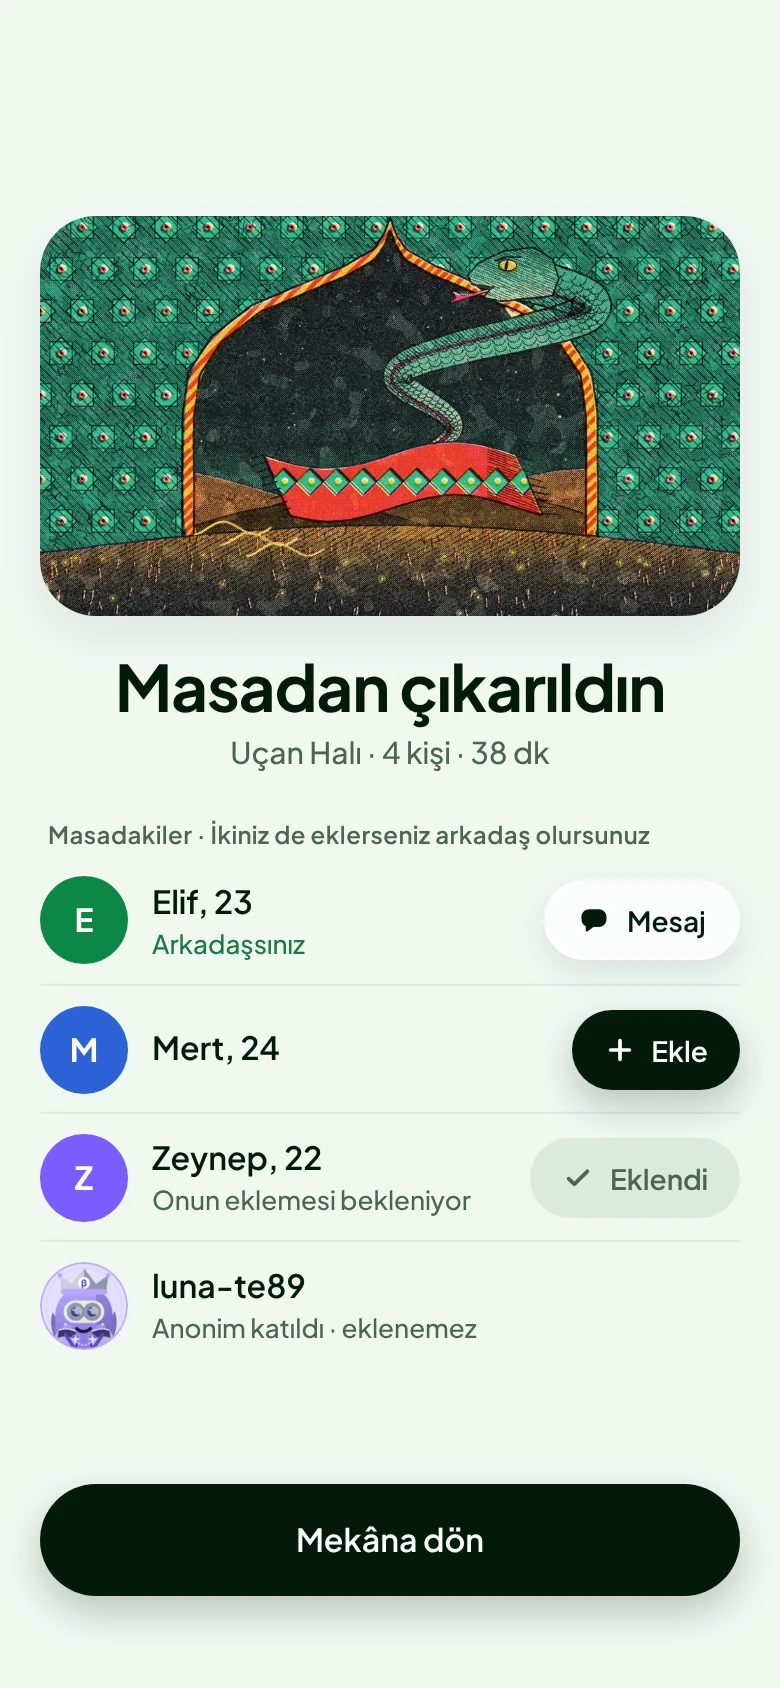 Masadan çıkarıldın
Uçan Halı · 4 kişi · 38 dk
Masadakiler · İkiniz de eklerseniz arkadaş olursunuz
E
Elif, 23
Arkadaşsınız
Mesaj
M
Mert, 24
Ekle
Z
Zeynep, 22
Onun eklemesi bekleniyor
Eklendi
β
luna-te89
Anonim katıldı · eklenemez
Mekâna dön